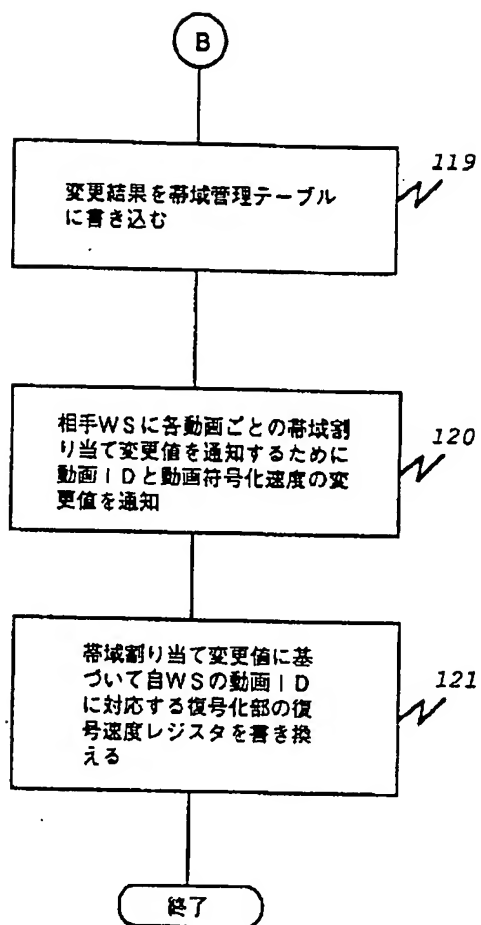 B
変更結果を帯域管理テーブル
に書き込む
119
相手WSに各動画ごとの帯域割
り当て変更値を通知するために
動画IDと動画符号化速度の変
更値を通知
120
帯域割り当て変更値に基
づいて自WSの動画ID
に対応する復号化部の復
号速度レジスタを書き換
える
121
終了